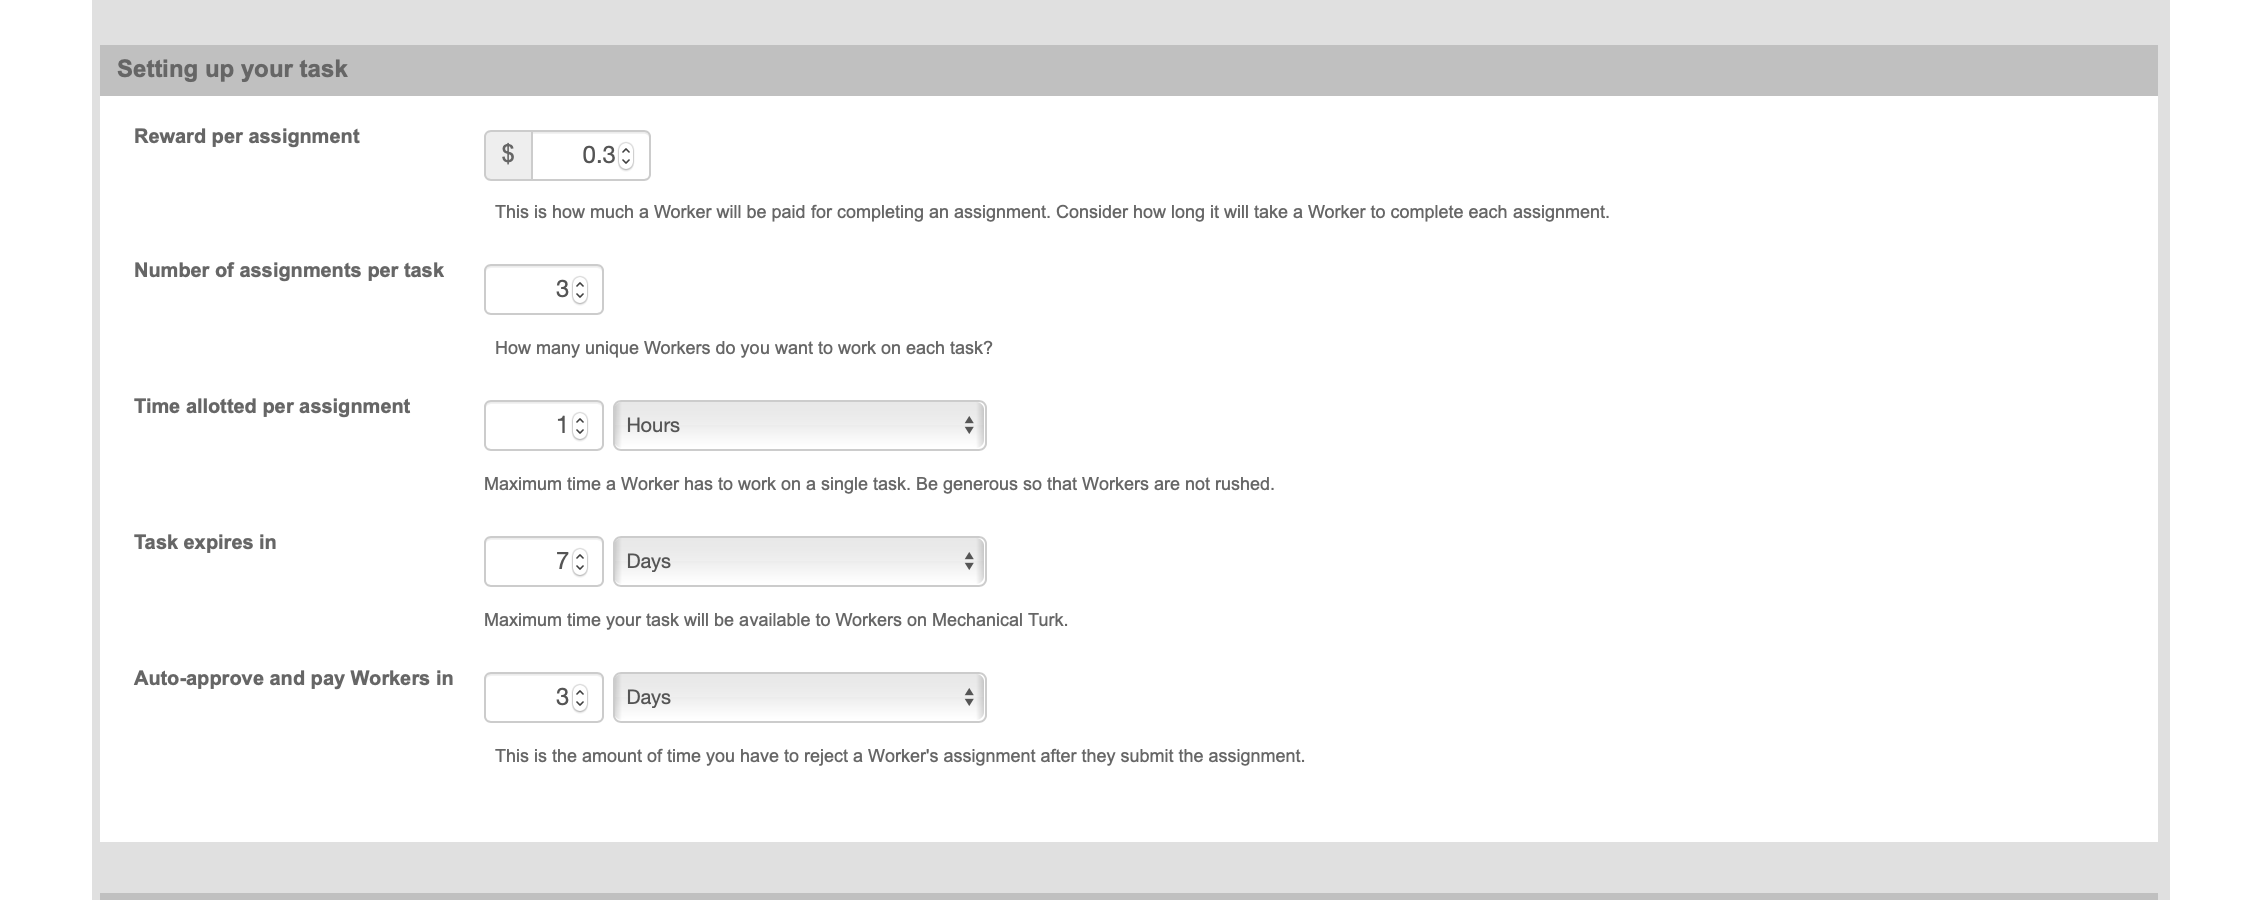 Setting up your task
Reward per assignment
$ 0.3
This is how much a Worker will be paid for completing an assignment. Consider how long it will take a Worker to complete each assignment.
Number of assignments per task
3
How many unique Workers do you want to work on each task?
Time allotted per assignment
1 Hours
Maximum time a Worker has to work on a single task. Be generous so that Workers are not rushed.
Task expires in
7 Days
Maximum time your task will be available to Workers on Mechanical Turk.
Auto-approve and pay Workers in
3 Days
This is the amount of time you have to reject a Worker's assignment after they submit the assignment.